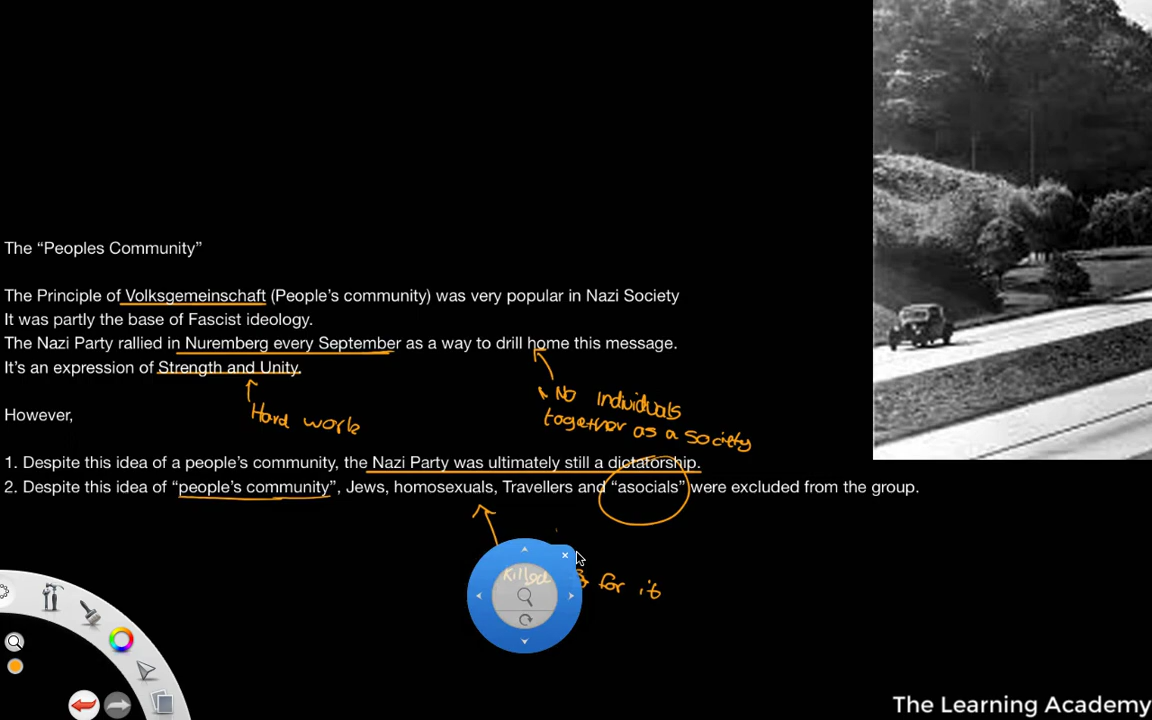 The “Peoples Community”
The Principle of Volksgemeinschaft (People’s community) was very popular in Nazi Society
It was partly the base of Fascist ideology.
The Nazi Party rallied in Nuremberg every September as a way to drill home this message.
It’s an expression of Strength and Unity.
No Individuals
together as a society
Hard work
However,
1. Despite this idea of a people’s community, the Nazi Party was ultimately still a dictatorship.
2. Despite this idea of “people’s community”, Jews, homosexuals, Travellers and “asocials” were excluded from the group.
killed
for it
The Learning Academy